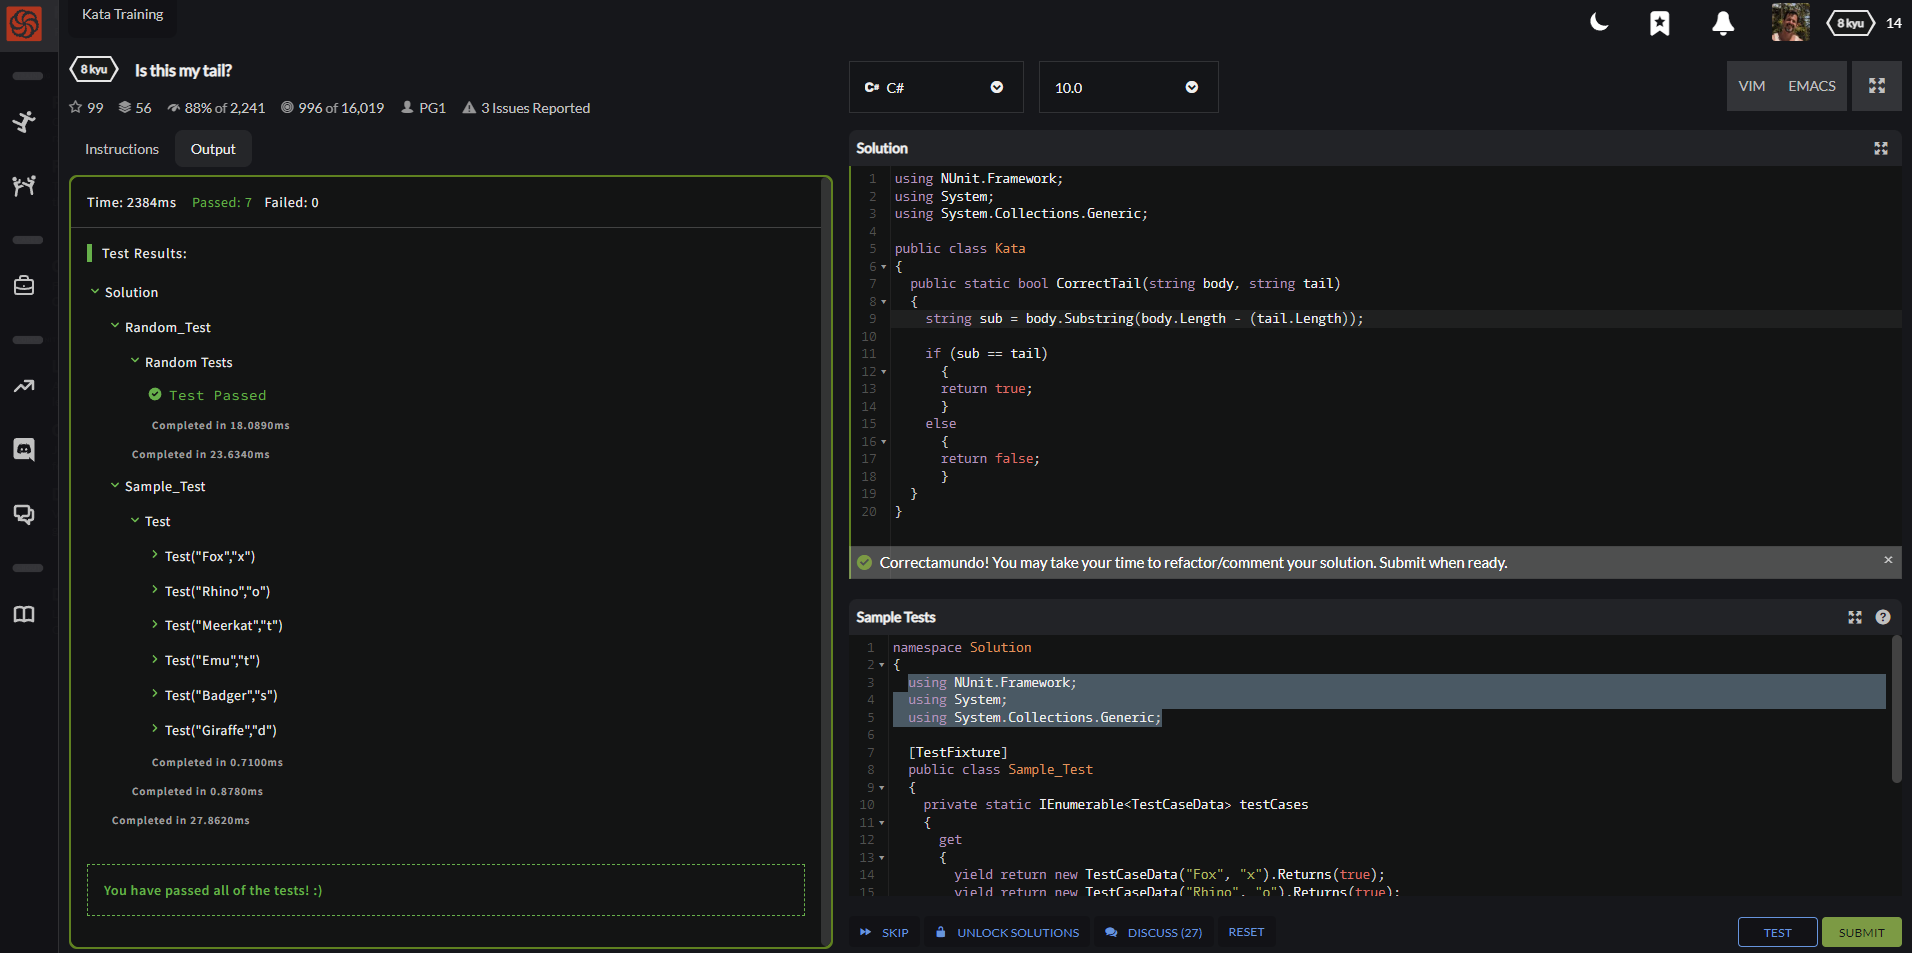 Kata Training
8 kyu
14
8 kyu Is this my tail?
99 56 88% of 2,241 996 of 16,019 PG1 3 Issues Reported
Instructions Output
Time: 2384ms Passed: 7 Failed: 0
Test Results:
Solution
Random_Test
Random Tests
Test Passed
Completed in 18.0890ms
Completed in 23.6340ms
Sample_Test
Test
Test("Fox","x")
Test("Rhino","o")
Test("Meerkat","t")
Test("Emu","t")
Test("Badger","s")
Test("Giraffe","d")
Completed in 0.7100ms
Completed in 0.8780ms
Completed in 27.8620ms
You have passed all of the tests! :)
C# C#
10.0
VIM EMACS
Solution
1 using NUnit.Framework;
2 using System;
3 using System.Collections.Generic;
4
5 public class Kata
6 {
7 public static bool CorrectTail(string body, string tail)
8 {
9 string sub = body.Substring(body.Length - (tail.Length));
10
11 if (sub == tail)
12 {
13 return true;
14 }
15 else
16 {
17 return false;
18 }
19 }
20 }
Correctamundo! You may take your time to refactor/comment your solution. Submit when ready. ×
Sample Tests ?
1 namespace Solution
2 {
3 using NUnit.Framework;
4 using System;
5 using System.Collections.Generic;
6
7 [TestFixture]
8 public class Sample_Test
9 {
10 private static IEnumerable<TestCaseData> testCases
11 {
12 get
13 {
14 yield return new TestCaseData("Fox", "x").Returns(true);
15 yield return new TestCaseData("Rhino", "o").Returns(true);
SKIP UNLOCK SOLUTIONS DISCUSS (27) RESET
TEST SUBMIT